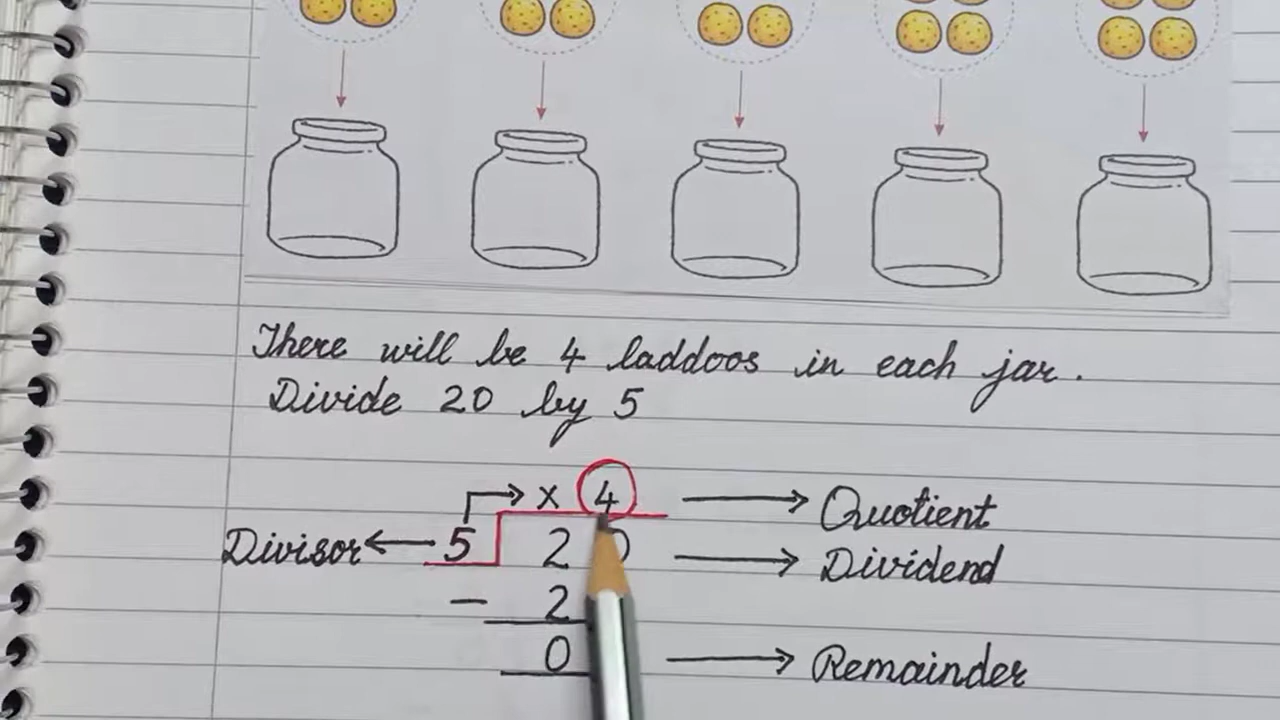 There will be 4 laddoos in each jar.
Divide 20 by 5
× 4 Quotient
Divisor 5 2 0 Dividend
– 2
0 Remainder